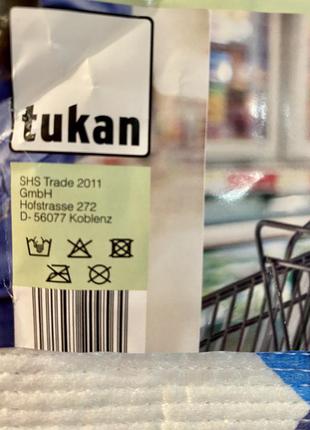 tukan
SHS Trade 2011
GmbH
Hofstrasse 272
D- 56077 Koblenz